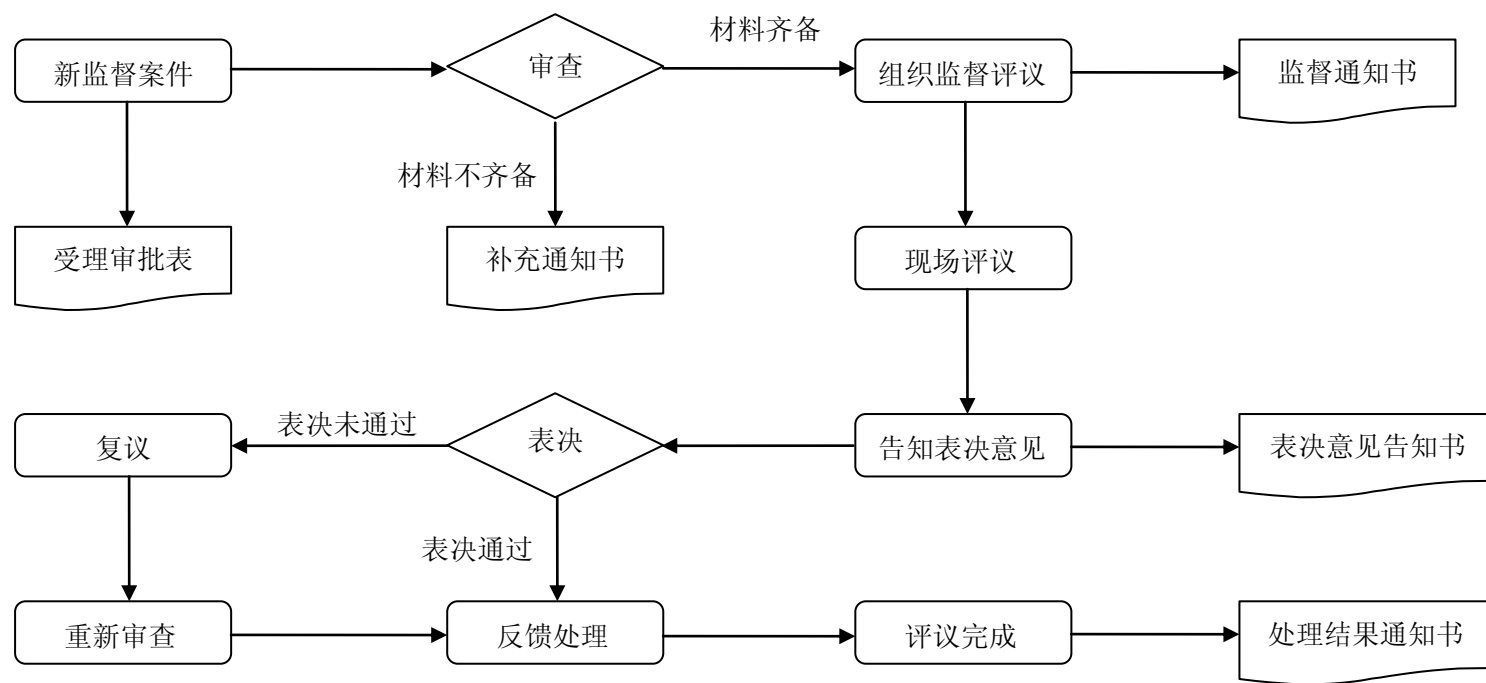 材料齐备
新监督案件
审查
组织监督评议
监督通知书
材料不齐备
受理审批表
补充通知书
现场评议
表决未通过
复议
表决
告知表决意见
表决意见告知书
表决通过
重新审查
反馈处理
评议完成
处理结果通知书